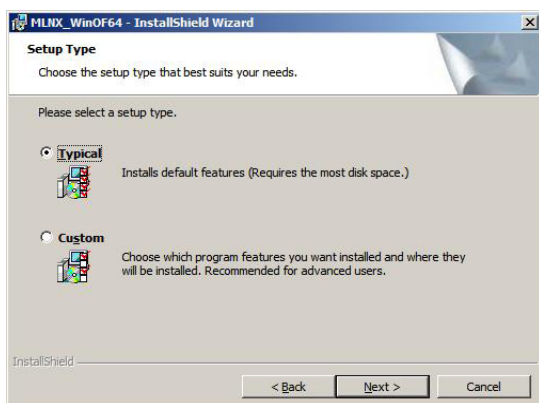 MLNX_WinOF64 - InstallShield Wizard
Setup Type
Choose the setup type that best suits your needs.
Please select a setup type.
Typical
Installs default features (Requires the most disk space.)
Custom
Choose which program features you want installed and where they
will be installed. Recommended for advanced users.
InstallShield
< Back
Next >
Cancel